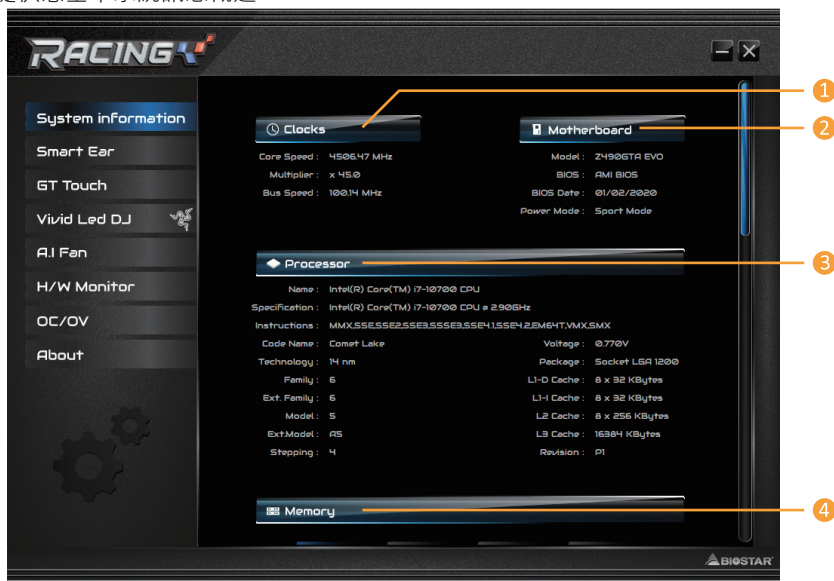 RACING
System information
Smart Ear
GT Touch
Vivid Led DJ
A.I Fan
H/W Monitor
OC/OV
About
Clocks
Core Speed : 4506.47 MHz
Multiplier : x 45.0
Bus Speed : 100.14 MHz
1
Motherboard
Model : Z490GTA EVO
BIOS : AMI BIOS
BIOS Date : 01/02/2020
Power Mode : Sport Mode
2
Processor
3
Name : Intel(R) Core(TM) i7-10700 CPU
Specification : Intel(R) Core(TM) i7-10700 CPU @ 2.90GHz
Instructions : MMX,SSE,SSE2,SSE3,SSSE3,SSE4.1,SSE4.2,EM64T,VMX,SMX
Code Name : Comet Lake
Technology : 14 nm
Family : 6
Ext. Family : 6
Model : 5
Ext.Model : A5
Stepping : 4
Voltage : 0.770V
Package : Socket LGA 1200
L1-D Cache : 8 x 32 KBytes
L1-I Cache : 8 x 32 KBytes
L2 Cache : 8 x 256 KBytes
L3 Cache : 16384 KBytes
Revision : P1
Memory
4
BIOSTAR